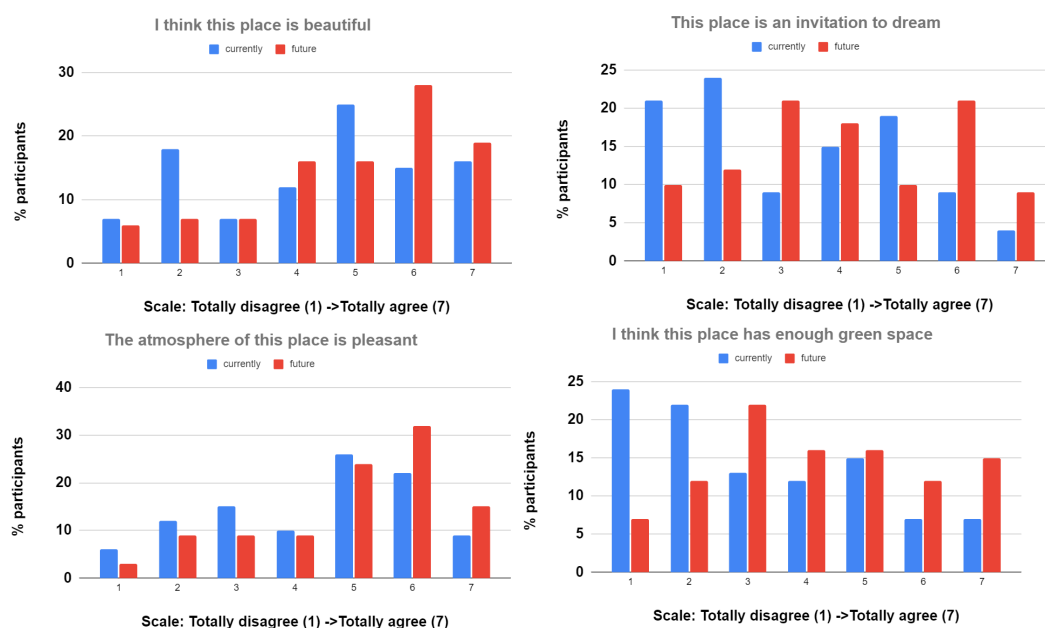 I think this place is beautiful
currently future
30
20
10
0
% participants
1 2 3 4 5 6 7
Scale: Totally disagree (1) ->Totally agree (7)
This place is an invitation to dream
currently future
25
20
15
10
5
0
% participants
1 2 3 4 5 6 7
Scale: Totally disagree (1) ->Totally agree (7)
The atmosphere of this place is pleasant
currently future
40
30
20
10
0
% participants
1 2 3 4 5 6 7
Scale: Totally disagree (1) ->Totally agree (7)
I think this place has enough green space
currently future
25
20
15
10
5
0
% participants
1 2 3 4 5 6 7
Scale: Totally disagree (1) ->Totally agree (7)